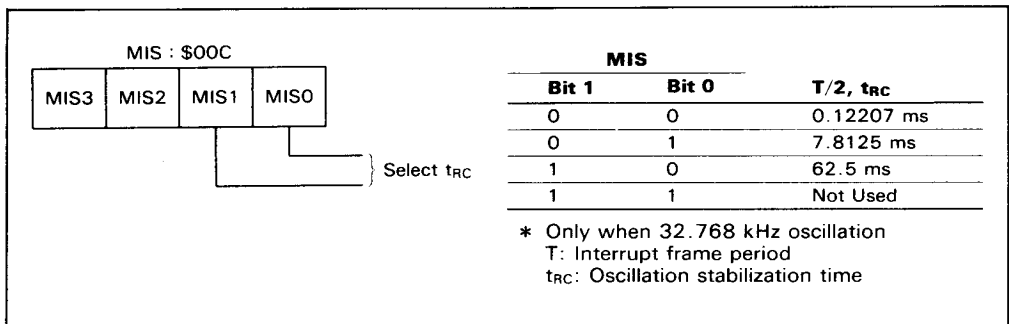 MIS : $00C
MIS3 MIS2 MIS1 MIS0
Select tRC
MIS
Bit 1 Bit 0 T/2, tRC
0 0 0.12207 ms
0 1 7.8125 ms
1 0 62.5 ms
1 1 Not Used
* Only when 32.768 kHz oscillation
T: Interrupt frame period
tRC: Oscillation stabilization time